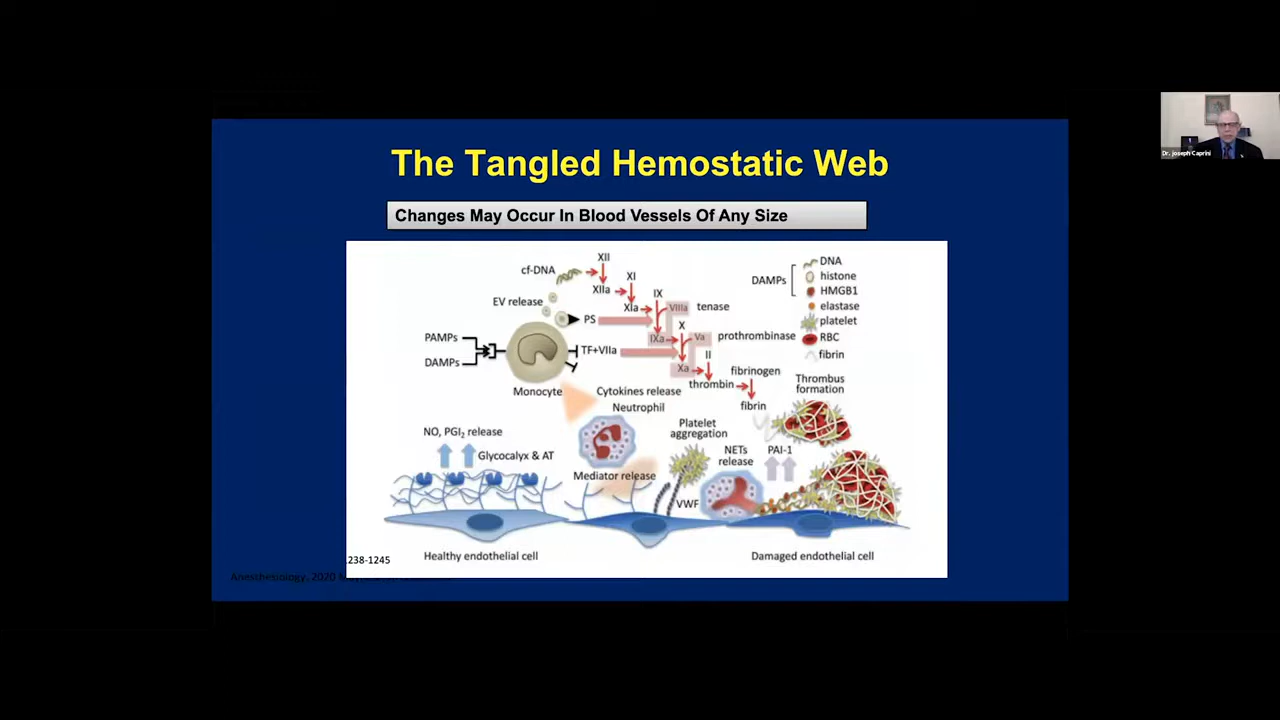 The Tangled Hemostatic Web
Changes May Occur In Blood Vessels Of Any Size
Dr. joseph Caprini
XII
cf-DNA
XIIa
XI
EV release
XIa
IX
VIIIa
tenase
PS
X
PAMPs
DAMPs
TF+VIIa
IXa
Va
prothrombinase
II
Xa
thrombin
fibrinogen
fibrin
DAMPs
DNA
histone
HMGB1
elastase
platelet
RBC
fibrin
Thrombus
formation
Monocyte
Cytokines release
Neutrophil
Platelet
aggregation
NO, PGI₂ release
Glycocalyx & AT
Mediator release
NETs
release
PAI-1
VWF
Healthy endothelial cell
Damaged endothelial cell
238-1245
Anesthesiology, 2020